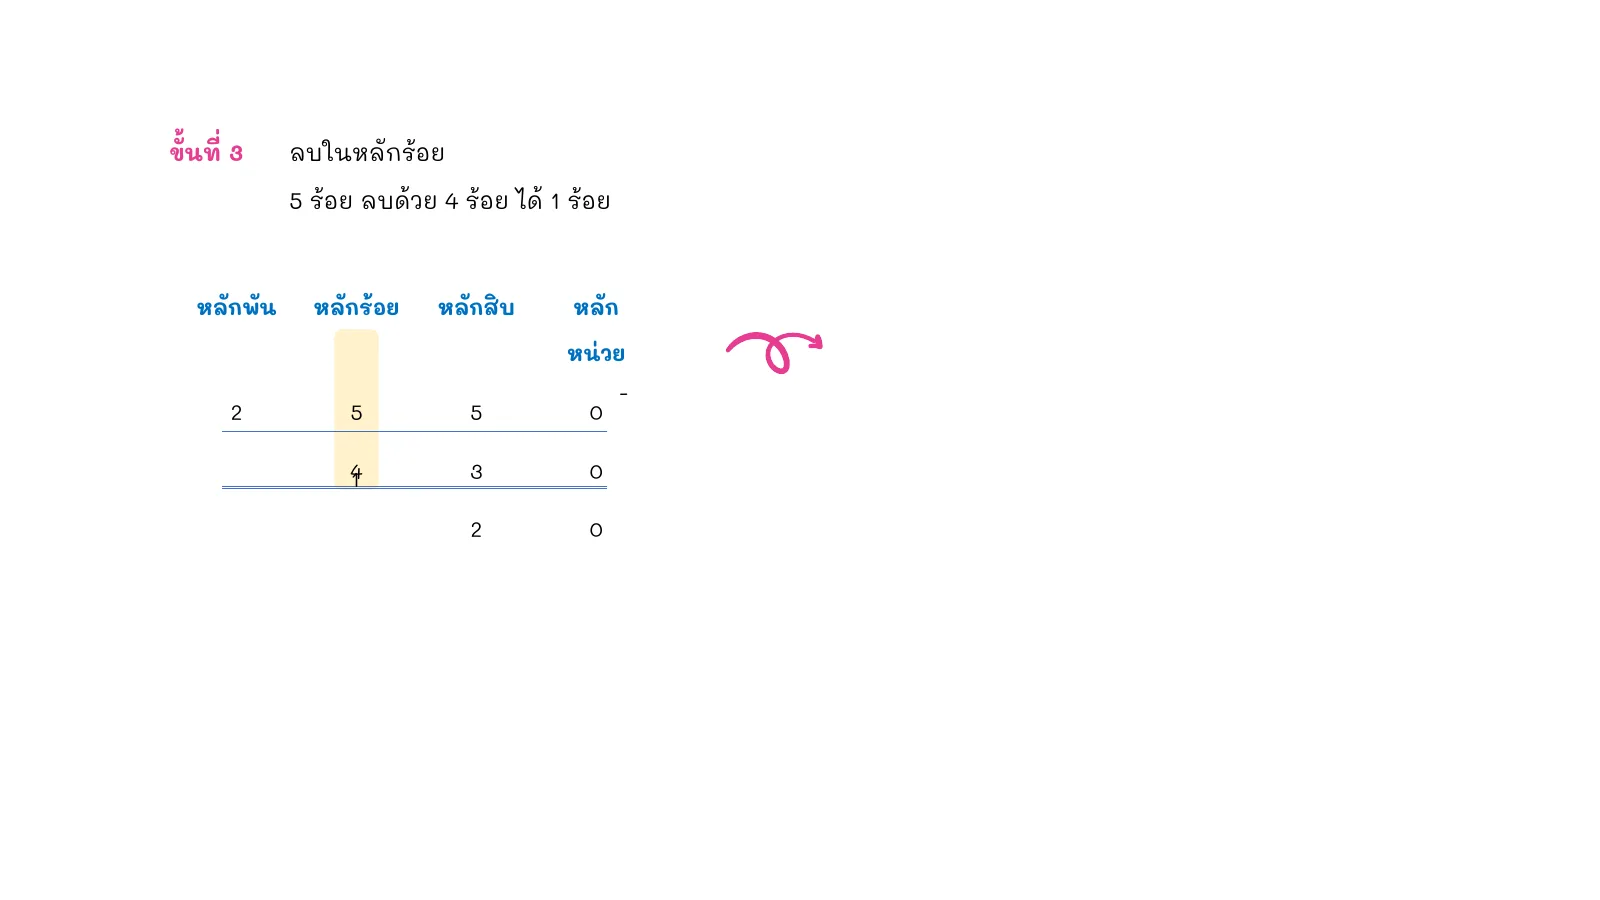 ขั้นที่ 3 ลบในหลักร้อย
5 ร้อย ลบด้วย 4 ร้อย ได้ 1 ร้อย
หลักพัน หลักร้อย หลักสิบ หลัก
หน่วย
-
2 5 5 0
4 3 0
1
2 0